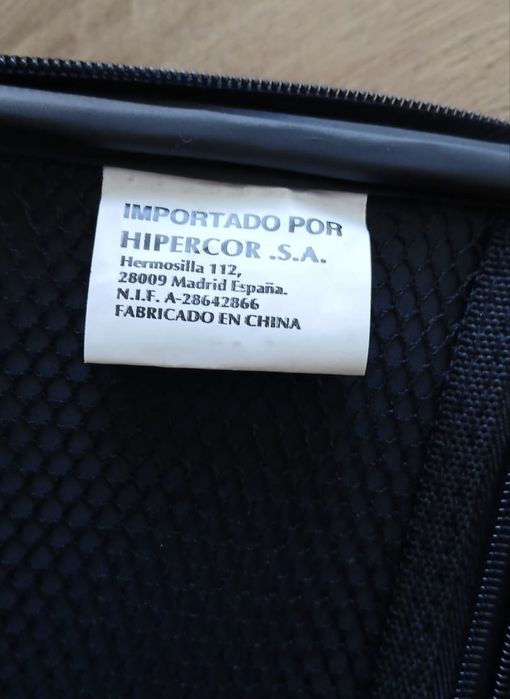 IMPORTADO POR
HIPERCOR .S.A.
Hermosilla 112,
28009 Madrid España.
N.I.F. A-28642866
FABRICADO EN CHINA